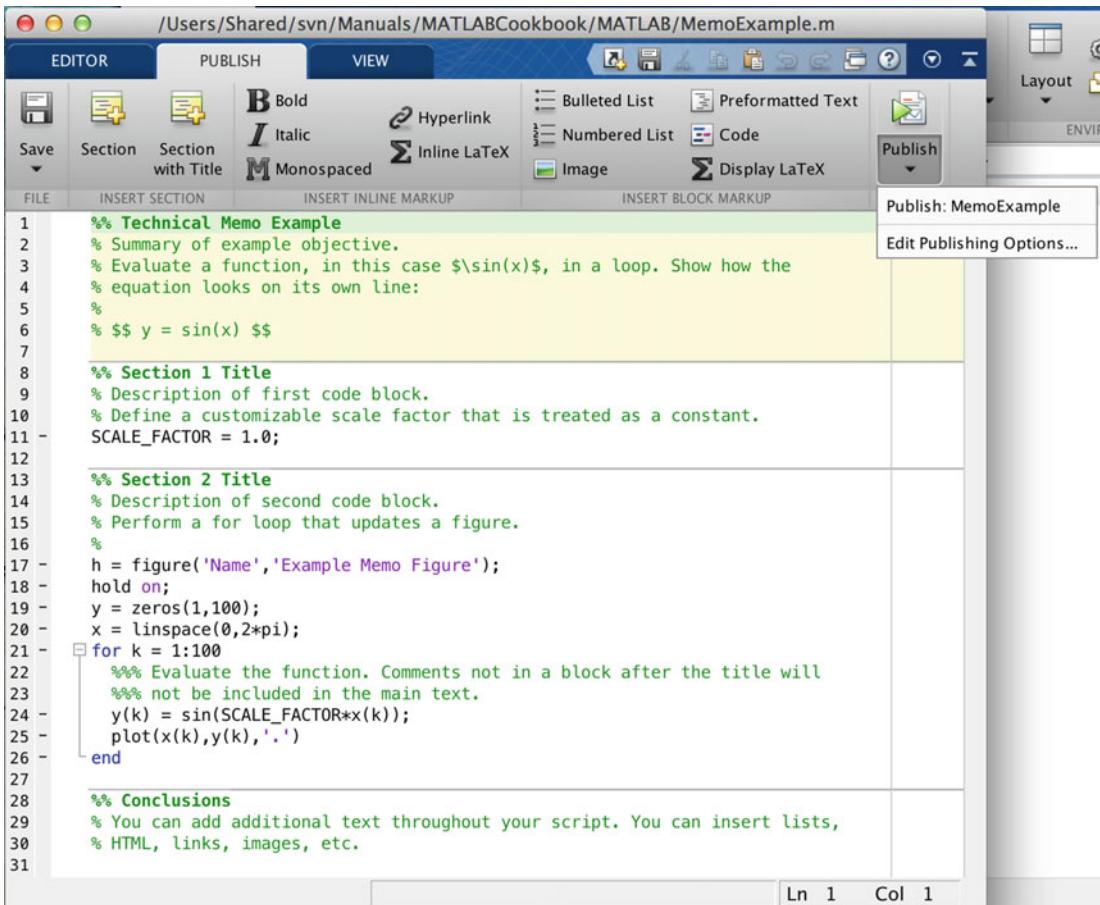 /Users/Shared/svn/Manuals/MATLABCookbook/MATLAB/MemoExample.m
EDITOR PUBLISH VIEW
Save
Section
Section with Title
Bold
Italic
Monospaced
Hyperlink
Inline LaTeX
Bulleted List
Numbered List
Image
Preformatted Text
Code
Display LaTeX
Publish
Layout
FILE INSERT SECTION INSERT INLINE MARKUP INSERT BLOCK MARKUP
Publish: MemoExample
Edit Publishing Options...
1 %% Technical Memo Example
2 % Summary of example objective.
3 % Evaluate a function, in this case $\sin(x)$, in a loop. Show how the
4 % equation looks on its own line:
5 %
6 % $$ y = sin(x) $$
7
8 %% Section 1 Title
9 % Description of first code block.
10 % Define a customizable scale factor that is treated as a constant.
11 - SCALE_FACTOR = 1.0;
12
13 %% Section 2 Title
14 % Description of second code block.
15 % Perform a for loop that updates a figure.
16 %
17 - h = figure('Name','Example Memo Figure');
18 - hold on;
19 - y = zeros(1,100);
20 - x = linspace(0,2*pi);
21 - for k = 1:100
22 %%% Evaluate the function. Comments not in a block after the title will
23 %%% not be included in the main text.
24 - y(k) = sin(SCALE_FACTOR*x(k));
25 - plot(x(k),y(k),'.')
26 - end
27
28 %% Conclusions
29 % You can add additional text throughout your script. You can insert lists,
30 % HTML, links, images, etc.
31
Ln 1 Col 1